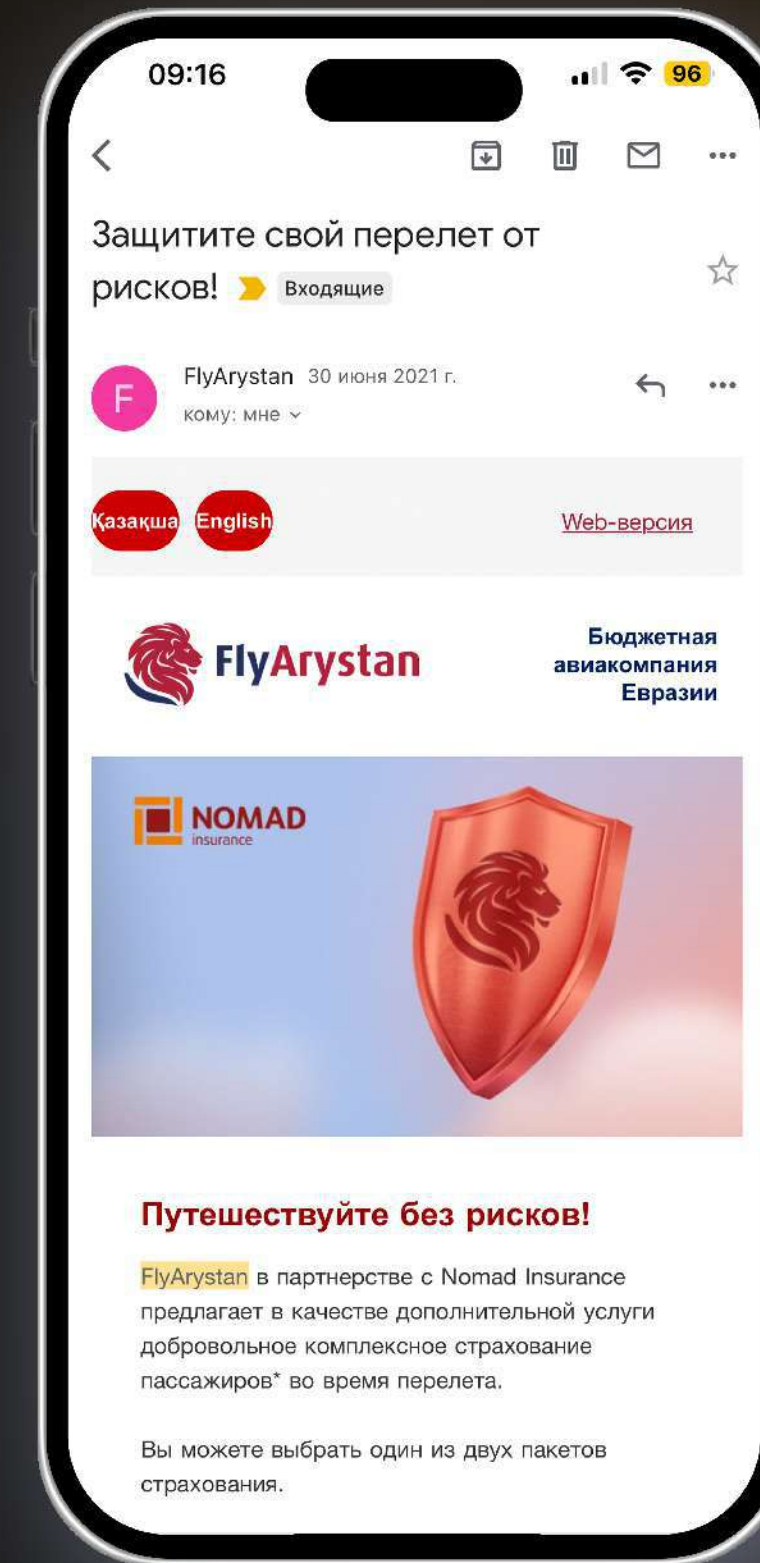 09:16
96
Защитите свой перелет от
рисков! Входящие
F
FlyArystan 30 июня 2021 г.
кому: мне
Қазақша English Web-версия
FlyArystan
Бюджетная
авиакомпания
Евразии
NOMAD
insurance
Путешествуйте без рисков!
FlyArystan в партнерстве с Nomad Insurance
предлагает в качестве дополнительной услуги
добровольное комплексное страхование
пассажиров* во время перелета.
Вы можете выбрать один из двух пакетов
страхования.